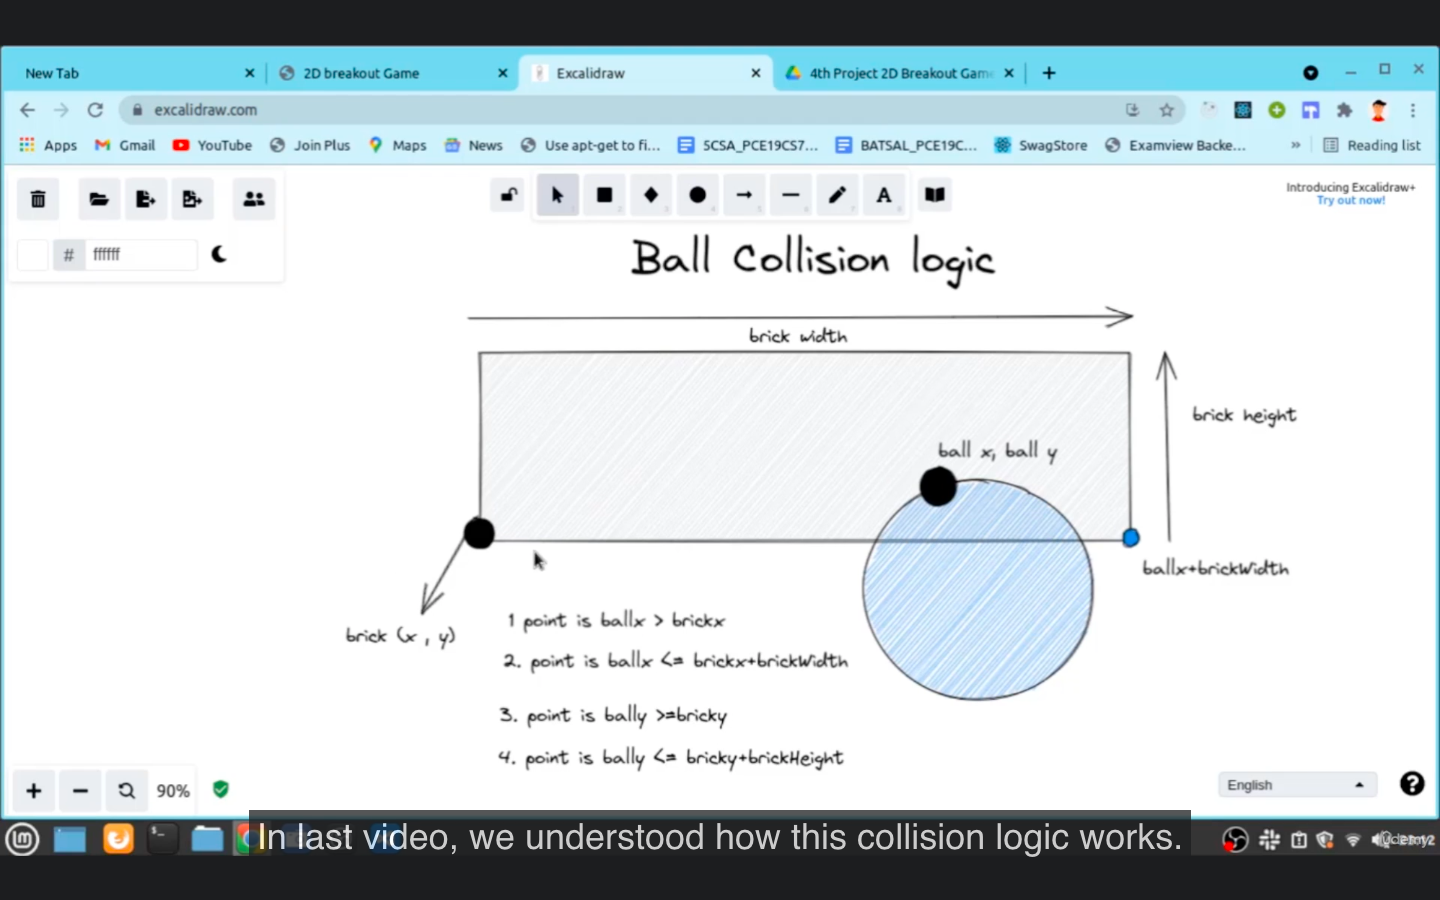 New Tab
2D breakout Game
Excalidraw
4th Project 2D Breakout Game
excalidraw.com
Apps
Gmail
YouTube
Join Plus
Maps
News
Use apt-get to fi...
SCSA_PCE19CS7...
BATSAL_PCE19C...
SwagStore
Examview Backe...
»
Reading list
Introducing Excalidraw+
Try out now!
# ffffff
Ball Collision logic
brick width
brick height
ball x, ball y
ballx+brickWidth
brick (x , y)
1 point is ballx > brickx
2. point is ballx <= brickx+brickWidth
3. point is bally >=bricky
4. point is bally <= bricky+brickHeight
90%
English
In last video, we understood how this collision logic works.